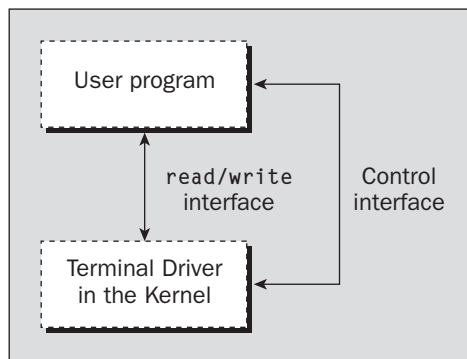 User program
read/write
interface
Control
interface
Terminal Driver
in the Kernel